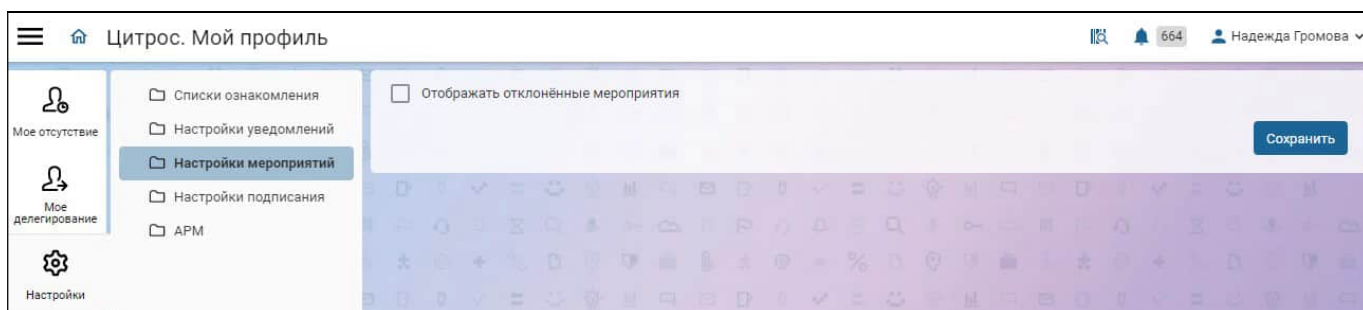 Цитрос. Мой профиль
664
Надежда Громова
Мое отсутствие
Мое
делегирование
Настройки
Списки ознакомления
Настройки уведомлений
Настройки мероприятий
Настройки подписания
АРМ
Отображать отклонённые мероприятия
Сохранить